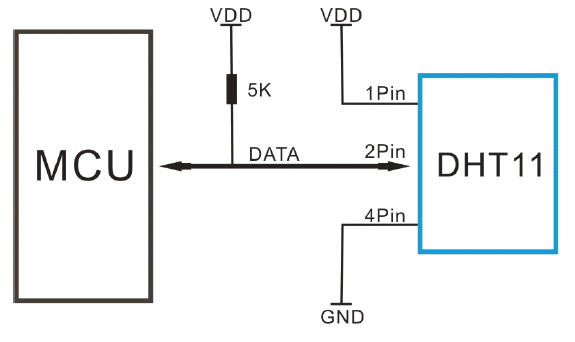 VDD
VDD
5K
1Pin
MCU
DATA
2Pin
DHT11
4Pin
GND